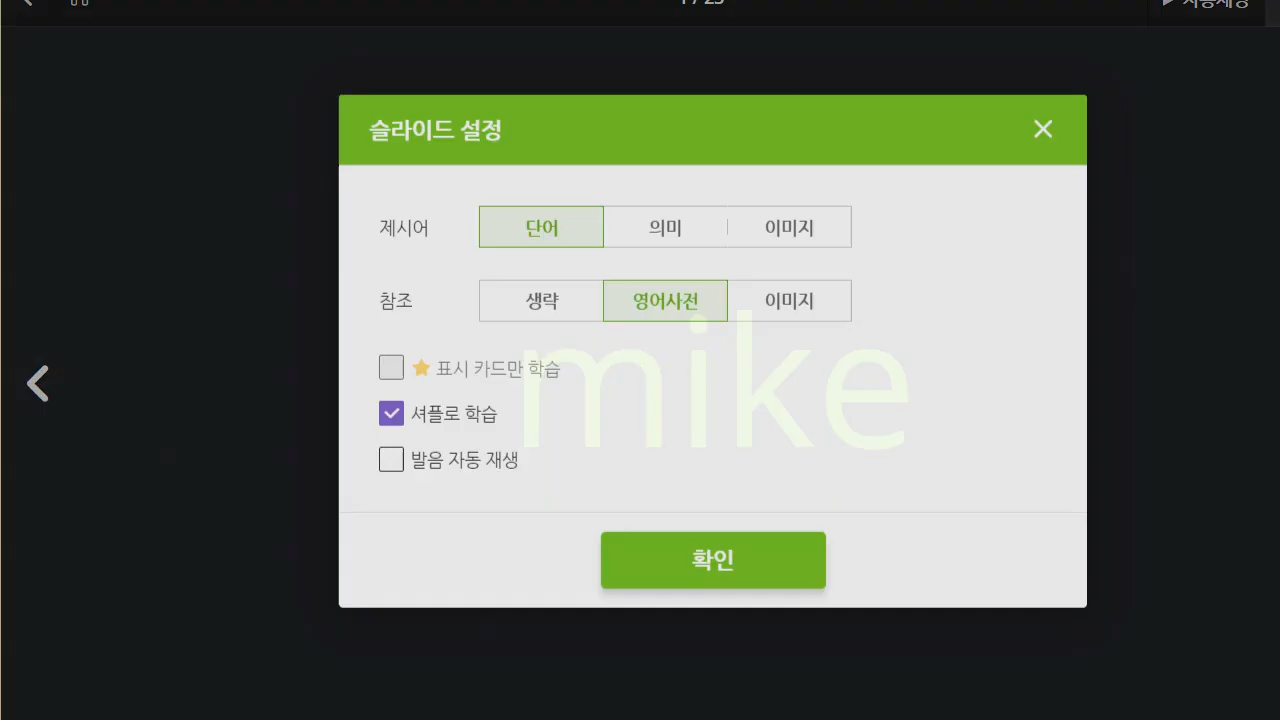 슬라이드 설정
제시어 단어 의미 이미지
참조 생략 영어사전 이미지
표시 카드만 학습
셔플로 학습
발음 자동 재생
mike
확인